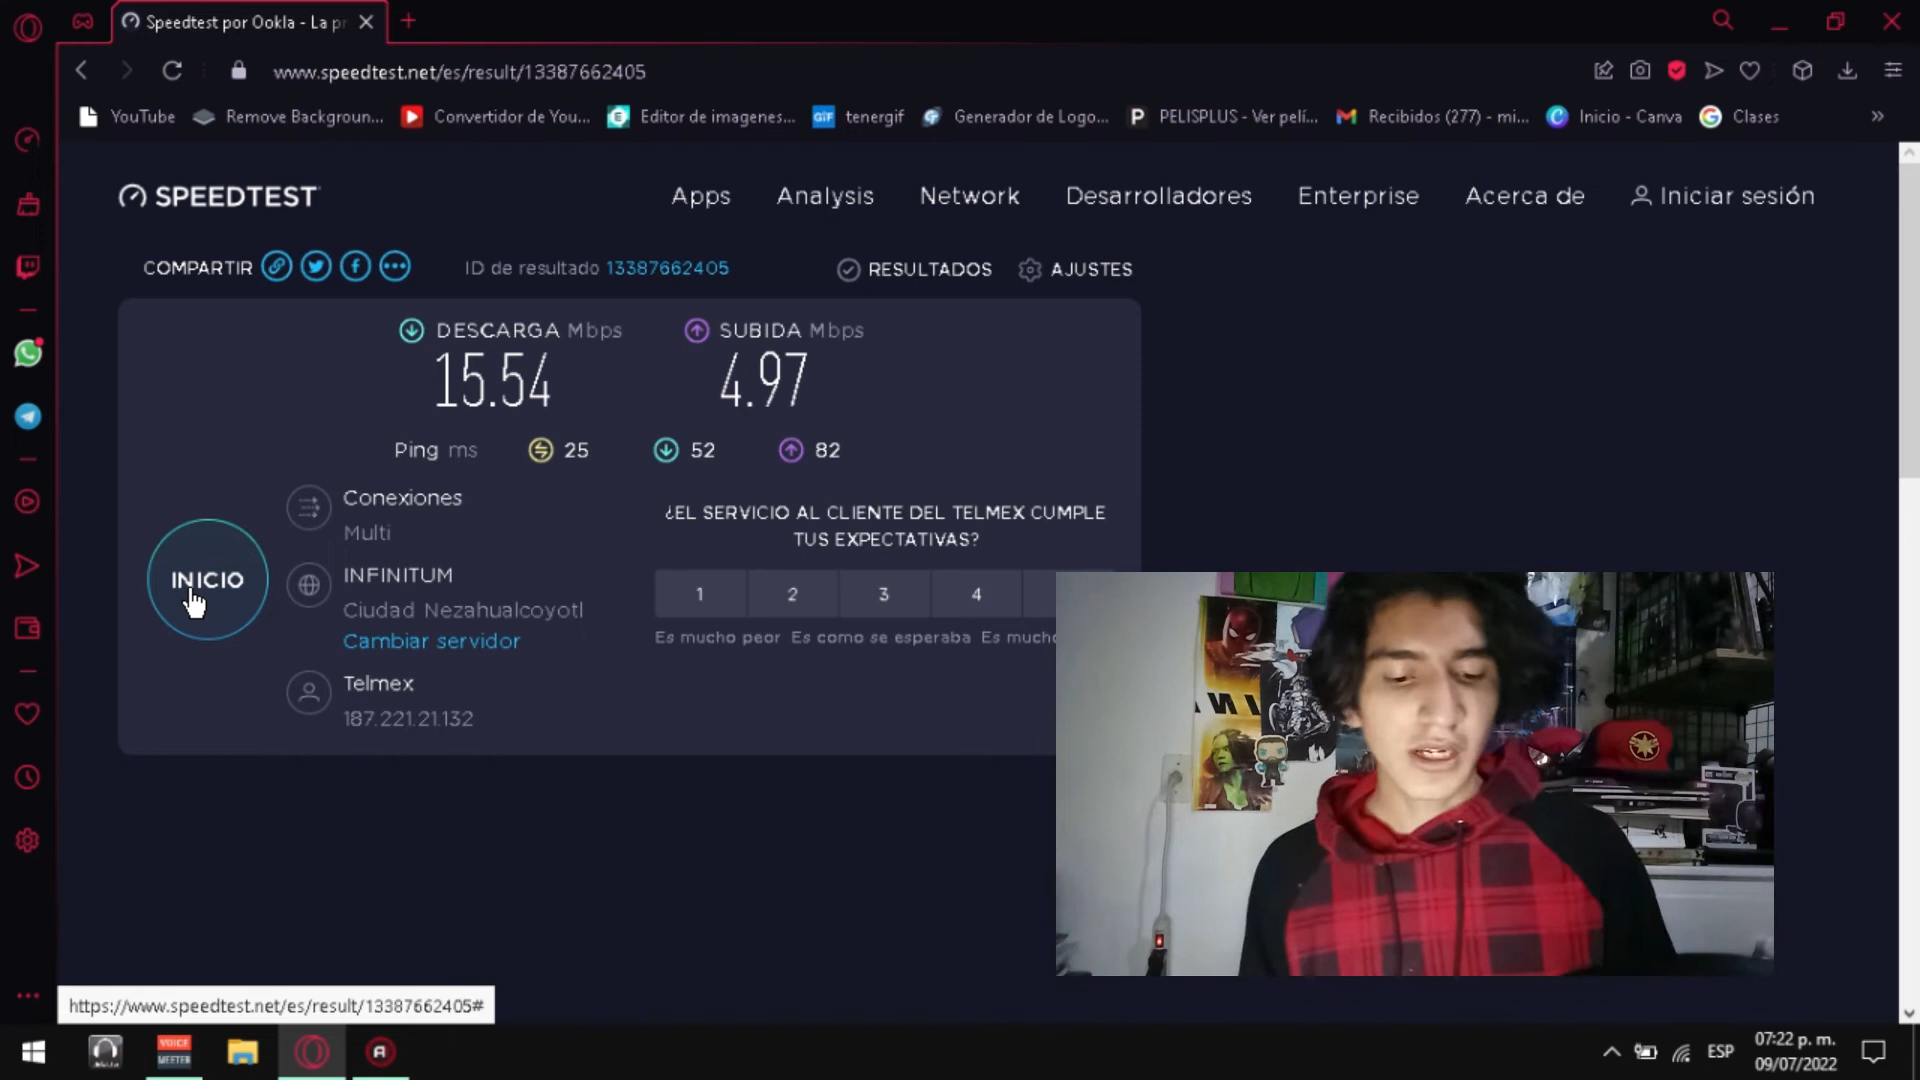 Speedtest por Ookla - La pr
www.speedtest.net/es/result/13387662405
YouTube Remove Backgroun... Convertidor de You... Editor de imagenes... GIF tenergif Generador de Logo... P PELISPLUS - Ver pelí... Recibidos (277) - mi... Inicio - Canva Clases »
SPEEDTEST Apps Analysis Network Desarrolladores Enterprise Acerca de Iniciar sesión
COMPARTIR ID de resultado 13387662405 RESULTADOS AJUSTES
DESCARGA Mbps SUBIDA Mbps
15.54 4.97
Ping ms 25 52 82
Conexiones
Multi
¿EL SERVICIO AL CLIENTE DEL TELMEX CUMPLE
TUS EXPECTATIVAS?
INICIO
INFINITUM
Ciudad Nezahualcoyotl
Cambiar servidor
1 2 3 4
Es mucho peor Es como se esperaba Es mucho
Telmex
187.221.21.132
https://www.speedtest.net/es/result/13387662405#
VOICE
MEETER
ESP
07:22 p. m.
09/07/2022